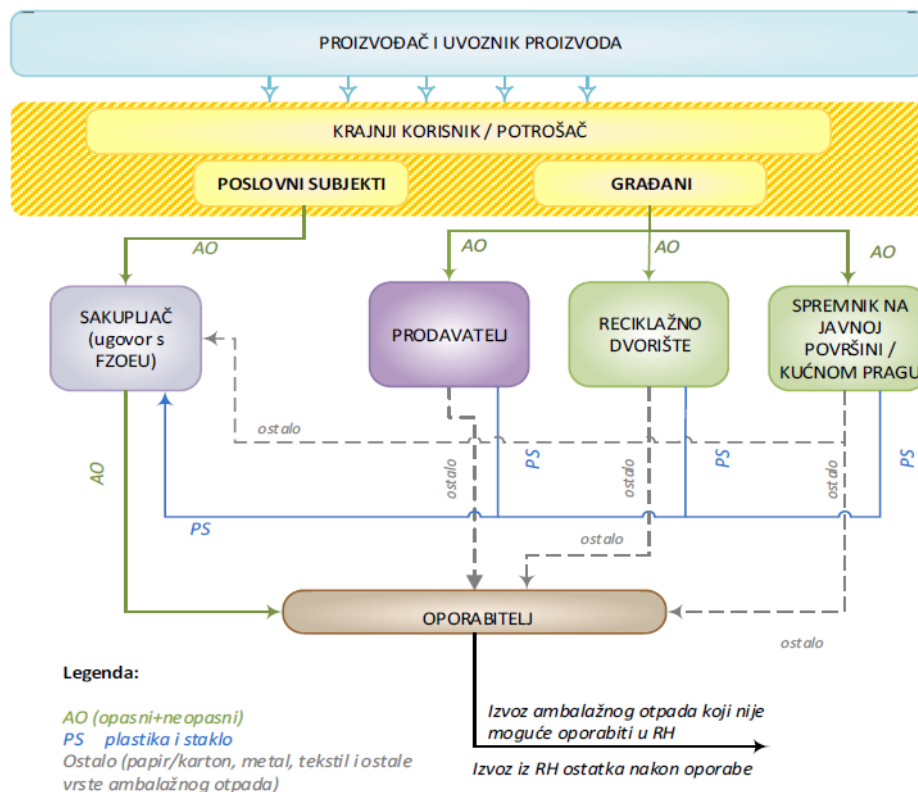 PROIZVOĐAČ I UVOZNIK PROIZVODA
KRAJNJI KORISNIK / POTROŠAČ
POSLOVNI SUBJEKTI
GRAĐANI
AO
AO
AO
AO
SAKUPLJAČ
(ugovor s
FZOEU)
PRODAVATELJ
RECIKLAŽNO
DVORIŠTE
SPREMNIK NA
JAVNOJ
POVRŠINI /
KUĆNOM PRAGU
ostalo
AO
ostalo
PS
ostalo
PS
ostalo
PS
PS
ostalo
OPORABITELJ
ostalo
Legenda:
AO (opasni+neopasni)
PS plastika i staklo
Ostalo (papir/karton, metal, tekstil i ostale
vrste ambalažnog otpada)
Izvoz ambalažnog otpada koji nije
moguće oporabiti u RH
Izvoz iz RH ostatka nakon oporabe